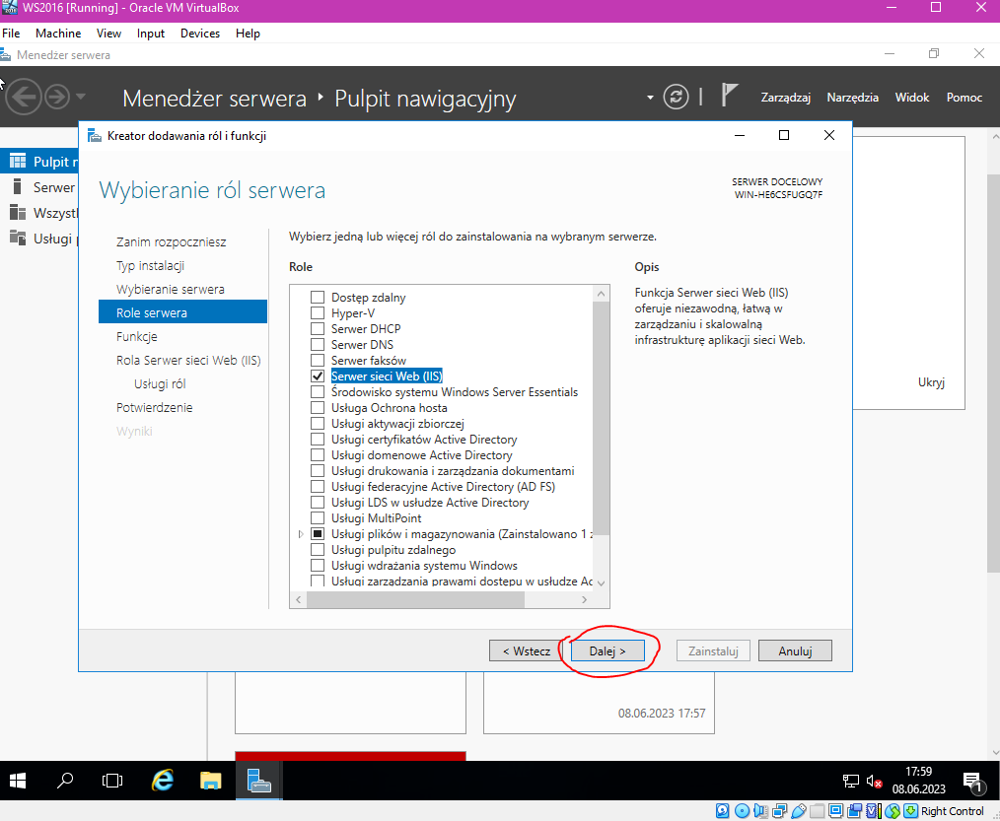 WS2016 [Running] - Oracle VM VirtualBox
File Machine View Input Devices Help
Menedżer serwera
Menedżer serwera Pulpit nawigacyjny
Zarządzaj Narzędzia Widok Pomoc
Kreator dodawania ról i funkcji
Pulpit
Serwer
Usługi
Wybieranie ról serwera
SERWER DOCELOWY
WIN-HE6CSFUGQ7F
Zanim rozpoczniesz
Typ instalacji
Wybieranie serwera
Role serwera
Funkcje
Rola Serwer sieci Web (IIS)
Usługi ról
Potwierdzenie
Wyniki
Wybierz jedną lub więcej ról do zainstalowania na wybranym serwerze.
Role
Dostęp zdalny
Hyper-V
Serwer DHCP
Serwer DNS
Serwer faksów
Serwer sieci Web (IIS)
Środowisko systemu Windows Server Essentials
Usługa Ochrona hosta
Usługi aktywacji zbiorczej
Usługi certyfikatów Active Directory
Usługi domenowe Active Directory
Usługi drukowania i zarządzania dokumentami
Usługi federacyjne Active Directory (AD FS)
Usługi LDS w usłudze Active Directory
Usługi MultiPoint
Usługi plików i magazynowania (Zainstalowano 1 z
Usługi pulpitu zdalnego
Usługi wdrażania systemu Windows
Usługi zarządzania prawami dostępu w usłudze Ac
Opis
Funkcja Serwer sieci Web (IIS)
oferuje niezawodną, łatwą w
zarządzaniu i skalowalną
infrastrukturę aplikacji sieci Web.
Ukryj
< Wstecz Dalej > Zainstaluj Anuluj
08.06.2023 17:57
17:59
08.06.2023
1
Right Control